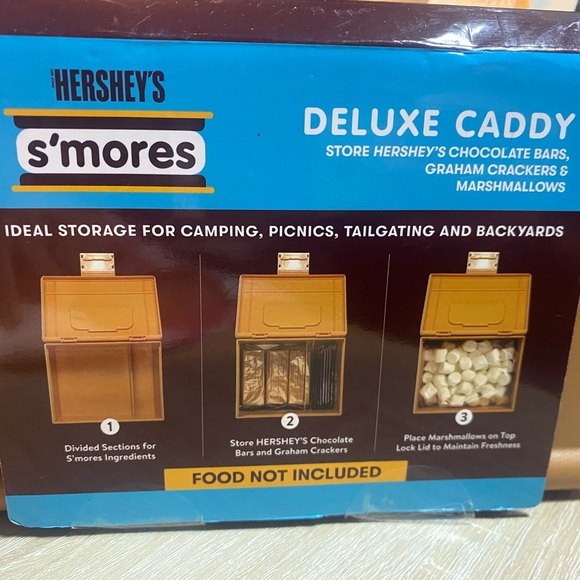 HERSHEY'S
s'mores
DELUXE CADDY
STORE HERSHEY'S CHOCOLATE BARS,
GRAHAM CRACKERS &
MARSHMALLOWS
IDEAL STORAGE FOR CAMPING, PICNICS, TAILGATING AND BACKYARDS
1
Divided Sections for
S'mores Ingredients
2
Store HERSHEY'S Chocolate
Bars and Graham Crackers
3
Place Marshmallows on Top
Lock Lid to Maintain Freshness
FOOD NOT INCLUDED